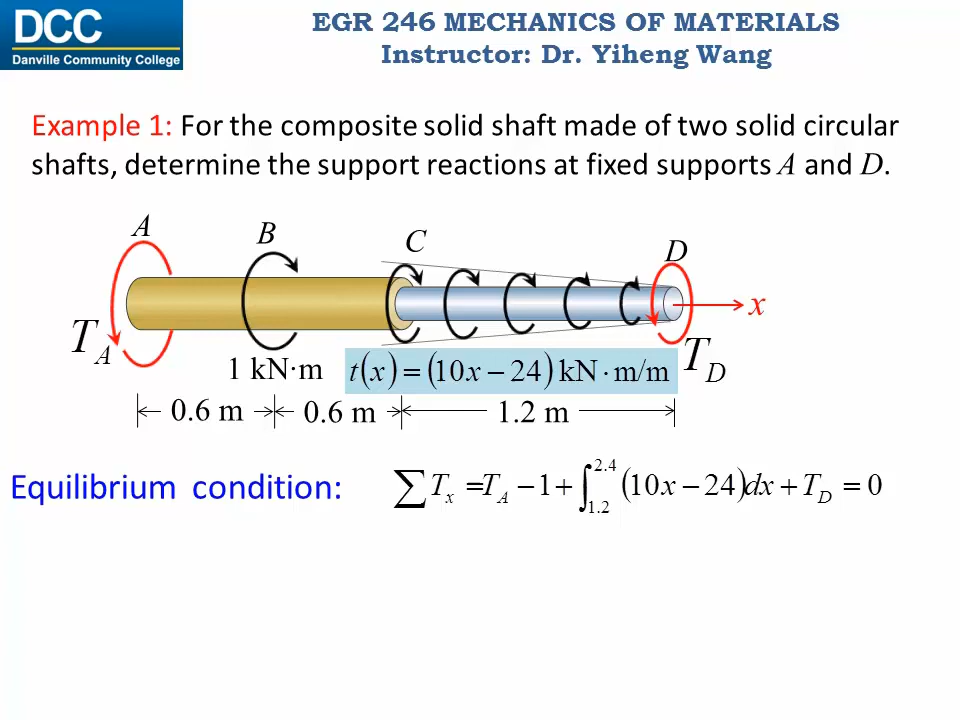 DCC
Danville Community College
EGR 246 MECHANICS OF MATERIALS
Instructor: Dr. Yiheng Wang
Example 1: For the composite solid shaft made of two solid circular
shafts, determine the support reactions at fixed supports A and D.
A
B
C
D
x
T_A
1 kN·m
t(x) = (10x − 24) kN · m/m
T_D
0.6 m
0.6 m
1.2 m
Equilibrium condition: ∑ T_x = T_A − 1 + ∫_{1.2}^{2.4} (10x − 24)dx + T_D = 0